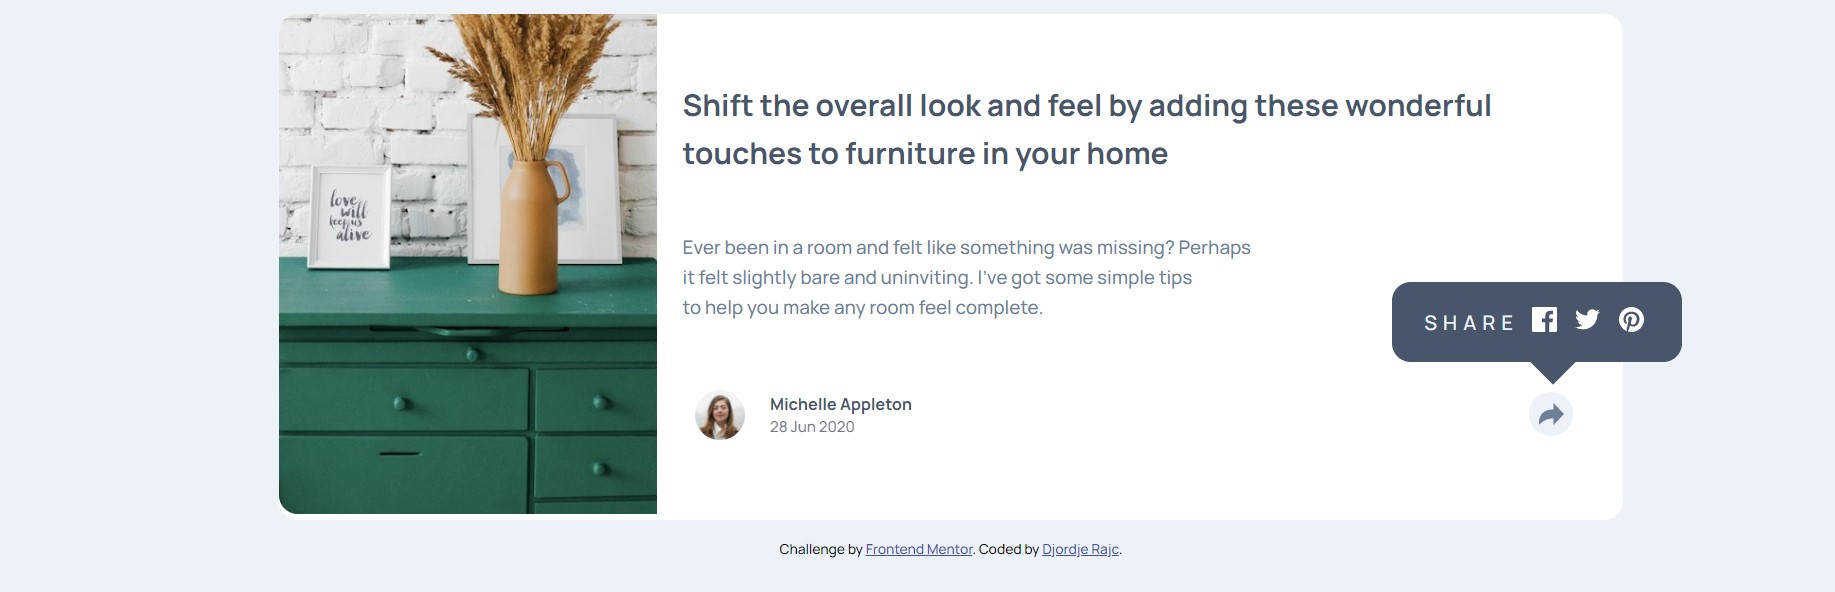 Shift the overall look and feel by adding these wonderful
touches to furniture in your home
love
will
keep us
alive
Ever been in a room and felt like something was missing? Perhaps
it felt slightly bare and uninviting. I've got some simple tips
to help you make any room feel complete.
SHARE
Michelle Appleton
28 Jun 2020
Challenge by Frontend Mentor. Coded by Djordje Rajc.